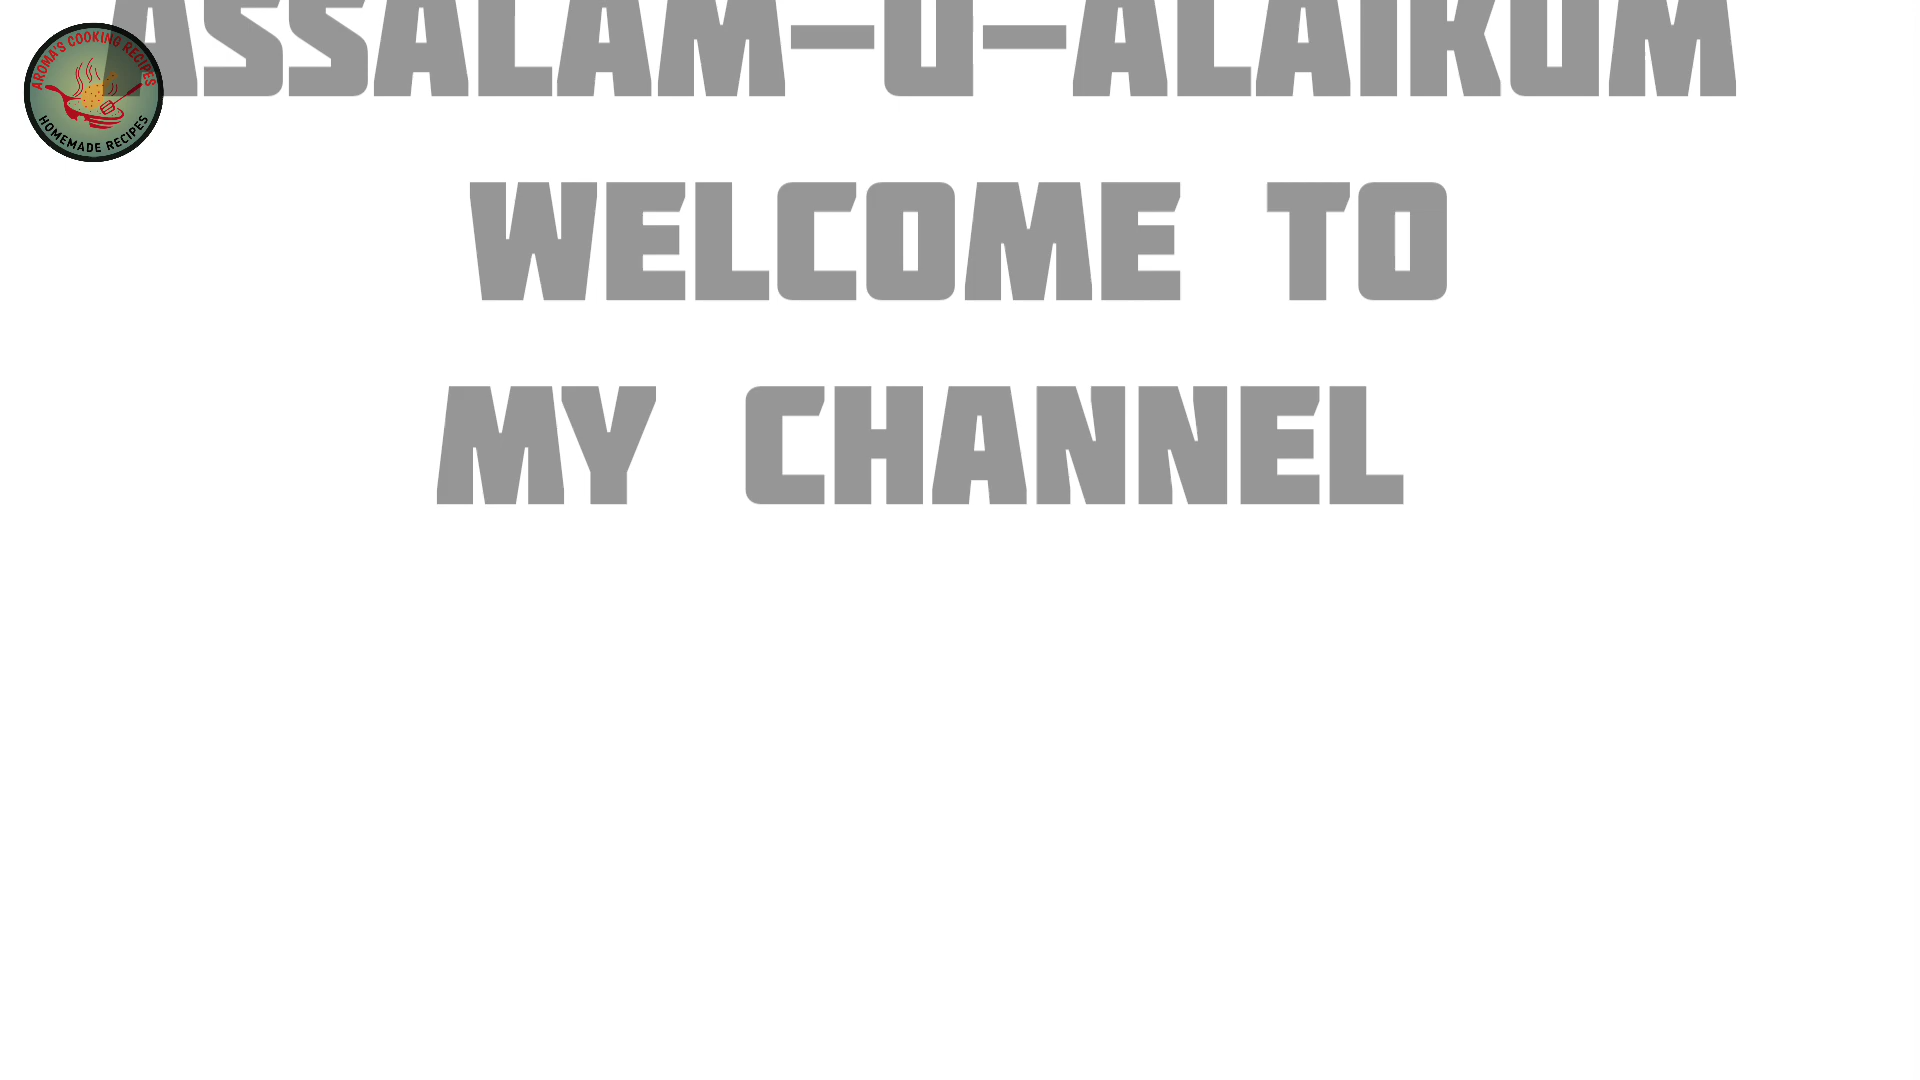 ASSALAM-U-ALAIKUM
WELCOME TO
MY CHANNEL
AROMA'S COOKING RECIPES
HOMEMADE RECIPES